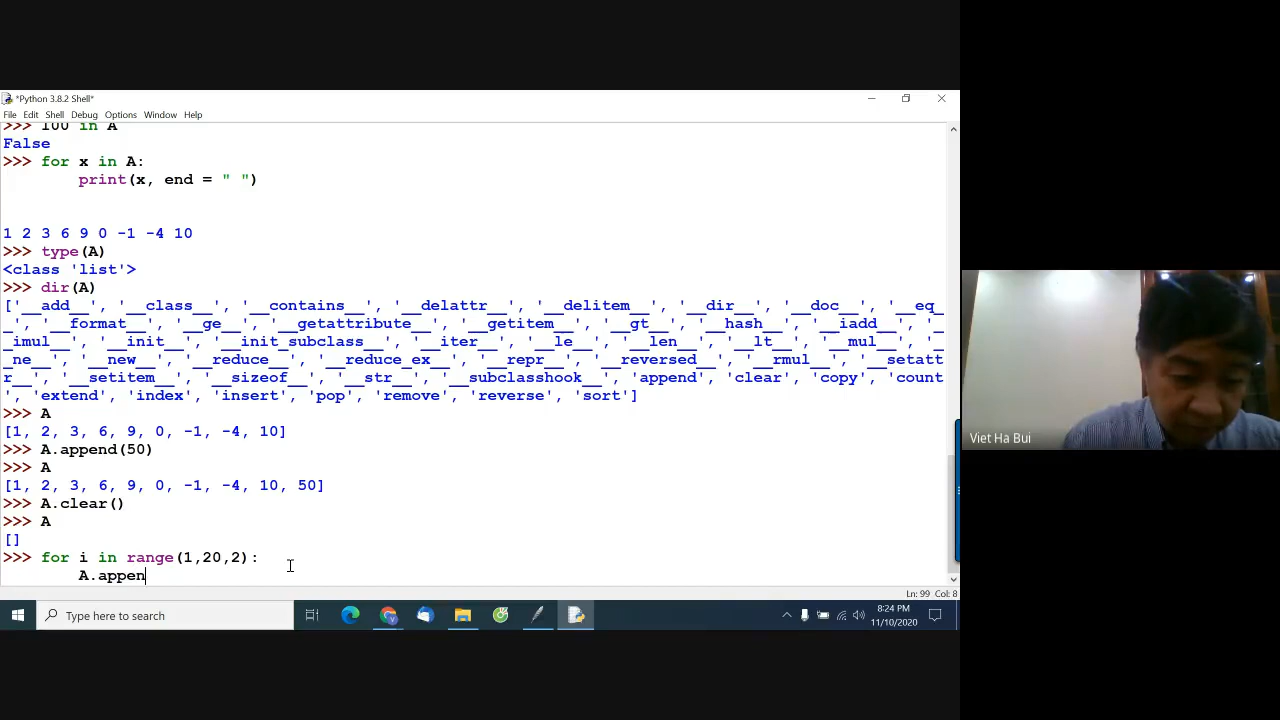 *Python 3.8.2 Shell*
File Edit Shell Debug Options Window Help
>>> 100 in A
False
>>> for x in A:
print(x, end = " ")
1 2 3 6 9 0 -1 -4 10
>>> type(A)
<class 'list'>
>>> dir(A)
['__add__', '__class__', '__contains__', '__delattr__', '__delitem__', '__dir__', '__doc__', '__eq_
_', '__format__', '__ge__', '__getattribute__', '__getitem__', '__gt__', '__hash__', '__iadd__', '_
_imul__', '__init__', '__init_subclass__', '__iter__', '__le__', '__len__', '__lt__', '__mul__', '_
_ne__', '__new__', '__reduce__', '__reduce_ex__', '__repr__', '__reversed__', '__rmul__', '__setatt
r__', '__setitem__', '__sizeof__', '__str__', '__subclasshook__', 'append', 'clear', 'copy', 'count
', 'extend', 'index', 'insert', 'pop', 'remove', 'reverse', 'sort']
>>> A
[1, 2, 3, 6, 9, 0, -1, -4, 10]
>>> A.append(50)
>>> A
[1, 2, 3, 6, 9, 0, -1, -4, 10, 50]
>>> A.clear()
>>> A
[]
>>> for i in range(1,20,2):
A.appen
Ln: 99 Col: 8
Type here to search
8:24 PM
11/10/2020
Viet Ha Bui